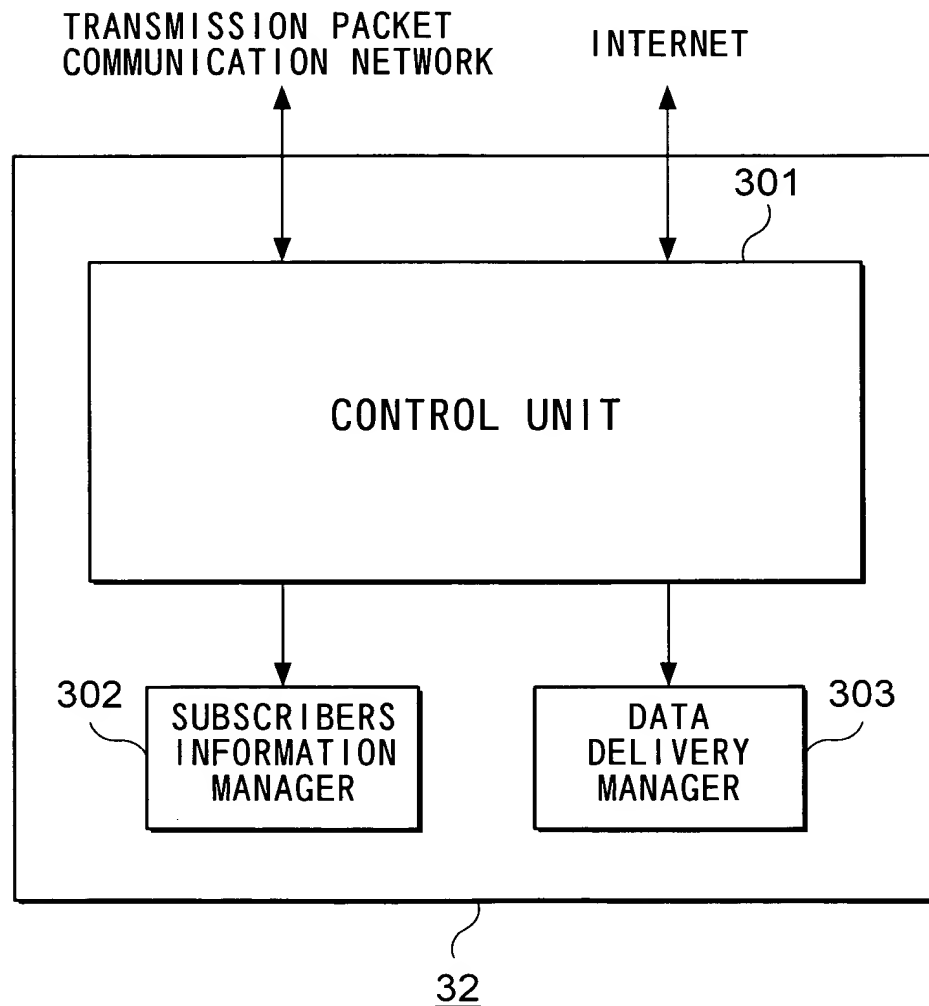 TRANSMISSION PACKET
COMMUNICATION NETWORK
INTERNET
301
CONTROL UNIT
302
SUBSCRIBERS
INFORMATION
MANAGER
DATA
DELIVERY
MANAGER
303
32